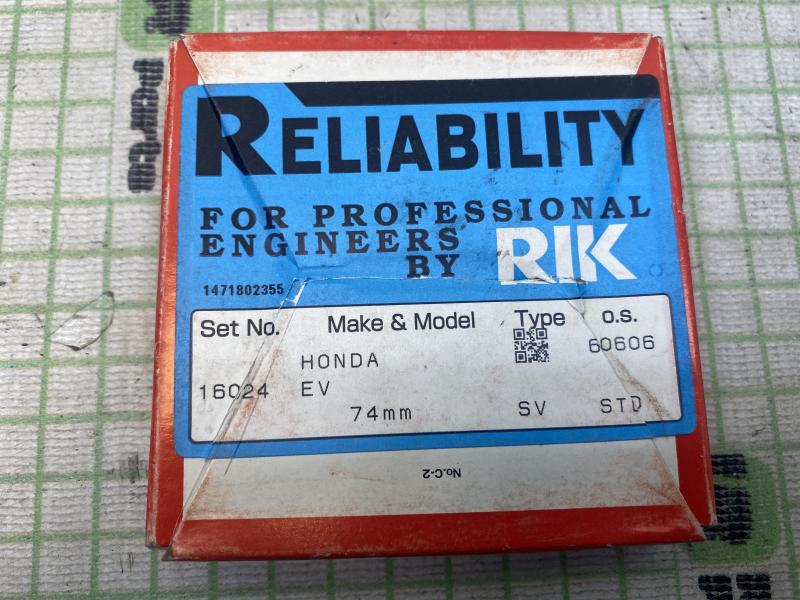 RELIABILITY
FOR PROFESSIONAL
ENGINEERS
BY RIK
1471802355
Set No. Make & Model Type O.S.
60606
HONDA
16024 EV
74mm SV STD
No.C-2